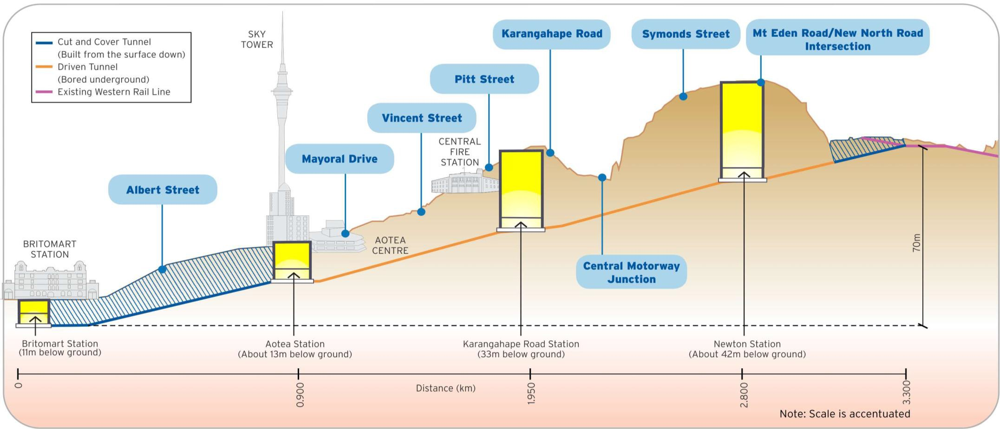 Cut and Cover Tunnel
(Built from the surface down)
Driven Tunnel
(Bored underground)
Existing Western Rail Line
SKY
TOWER
Karangahape Road
Symonds Street
Mt Eden Road/New North Road
Intersection
Pitt Street
Vincent Street
CENTRAL
FIRE
STATION
Mayoral Drive
Albert Street
BRITOMART
STATION
AOTEA
CENTRE
70m
Central Motorway
Junction
Britomart Station
(11m below ground)
Aotea Station
(About 13m below ground)
Karangahape Road Station
(33m below ground)
Newton Station
(About 42m below ground)
0
0.900
Distance (km)
1.950
2.800
3.300
Note: Scale is accentuated